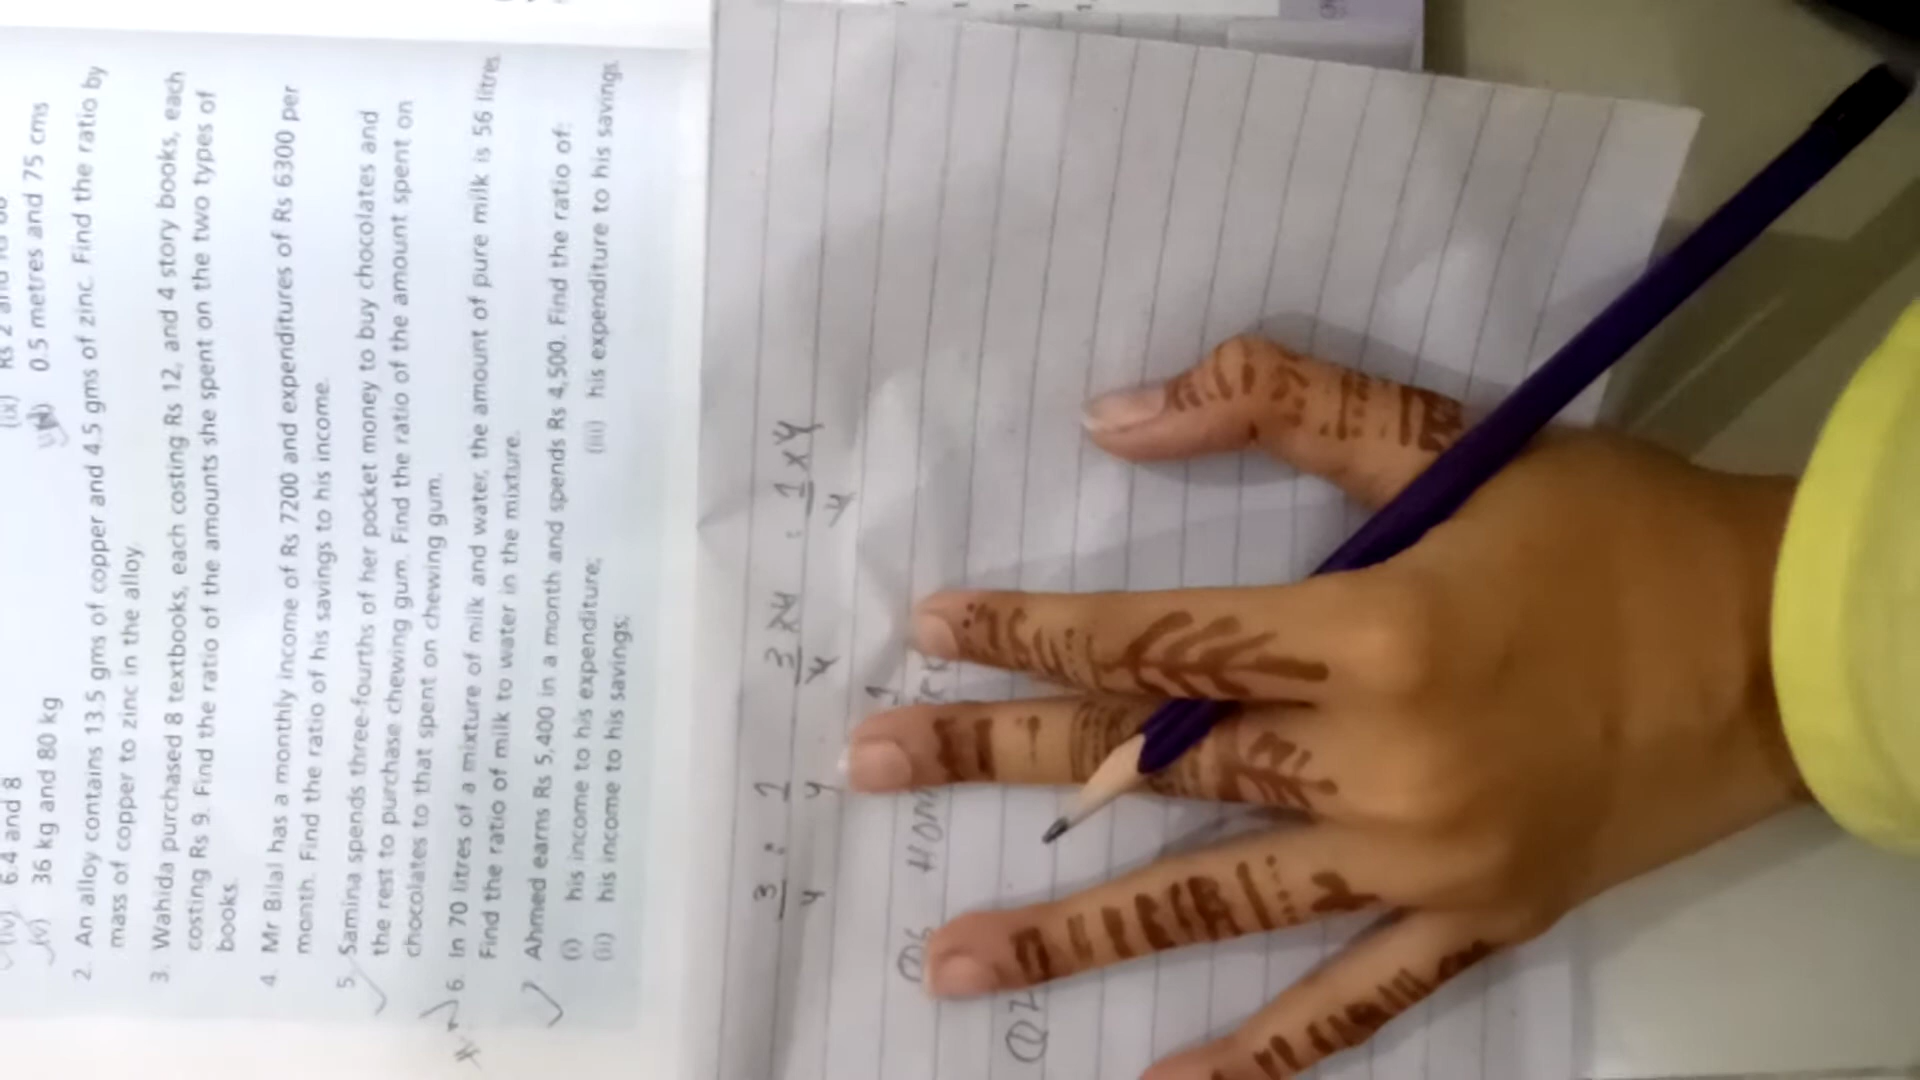 6.4 and 8
(ix) Rs 2 and
(v) 36 kg and 80 kg
0.5 metres and 75 cms
2. An alloy contains 13.5 gms of copper and 4.5 gms of zinc. Find the ratio by
mass of copper to zinc in the alloy.
3. Wahida purchased 8 textbooks, each costing Rs 12, and 4 story books, each
costing Rs 9. Find the ratio of the amounts she spent on the two types of
books.
4. Mr Bilal has a monthly income of Rs 7200 and expenditures of Rs 6300 per
month. Find the ratio of his savings to his income.
5. Samina spends three-fourths of her pocket money to buy chocolates and
the rest to purchase chewing gum. Find the ratio of the amount spent on
chocolates to that spent on chewing gum.
6. In 70 litres of a mixture of milk and water, the amount of pure milk is 56 litres.
Find the ratio of milk to water in the mixture.
7 Ahmed earns Rs 5,400 in a month and spends Rs 4,500. Find the ratio of:
(i) his income to his expenditure;
(iii) his expenditure to his savings.
(ii) his income to his savings;
3/4 : 1/4 3/4 x 4 : 1/4 x 4
1
Q5 HOM
Q7